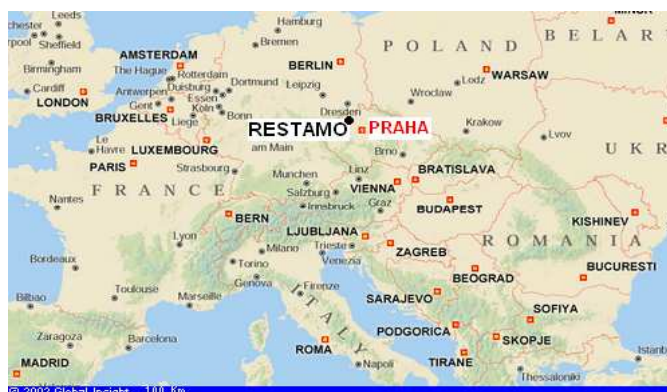 Leeds
Hamburg
MINSK
chester
Sheffield
Bremen
POLAND
BELAR
AMSTERDAM
BERLIN
Birmingham
The Hague
Rotterdam
WARSAW
Cardiff
Duisburg
Dortmund
Leipzig
Lodz
LONDON
Antwerpen
Essen
Wroclaw
Gent
Koln
Dresden
BRUXELLES
Liege
Bonn
RESTAMO
PRAHA
Krakow
Lvov
Le
Havre
LUXEMBOURG
am Main
Brno
UKR
PARIS
Strasbourg
Linz
BRATISLAVA
FRANCE
Munchen
VIENNA
Nantes
Salzburg
Innsbruck
Graz
BUDAPEST
BERN
KISHINEV
LJUBLJANA
ROMANIA
Lyon
Milano
Trieste
ZAGREB
Bordeaux
Torino
Venezia
BEOGRAD
BUCURESTI
Genova
Toulouse
Marseille
Firenze
SARAJEVO
Bilbao
ITALY
SOFIYA
PODGORICA
Zaragoza
Barcelona
ROMA
SKOPJE
Istanb
MADRID
Napoli
TIRANE
Thessaloniki
© 2003 Global Insight 100 Km